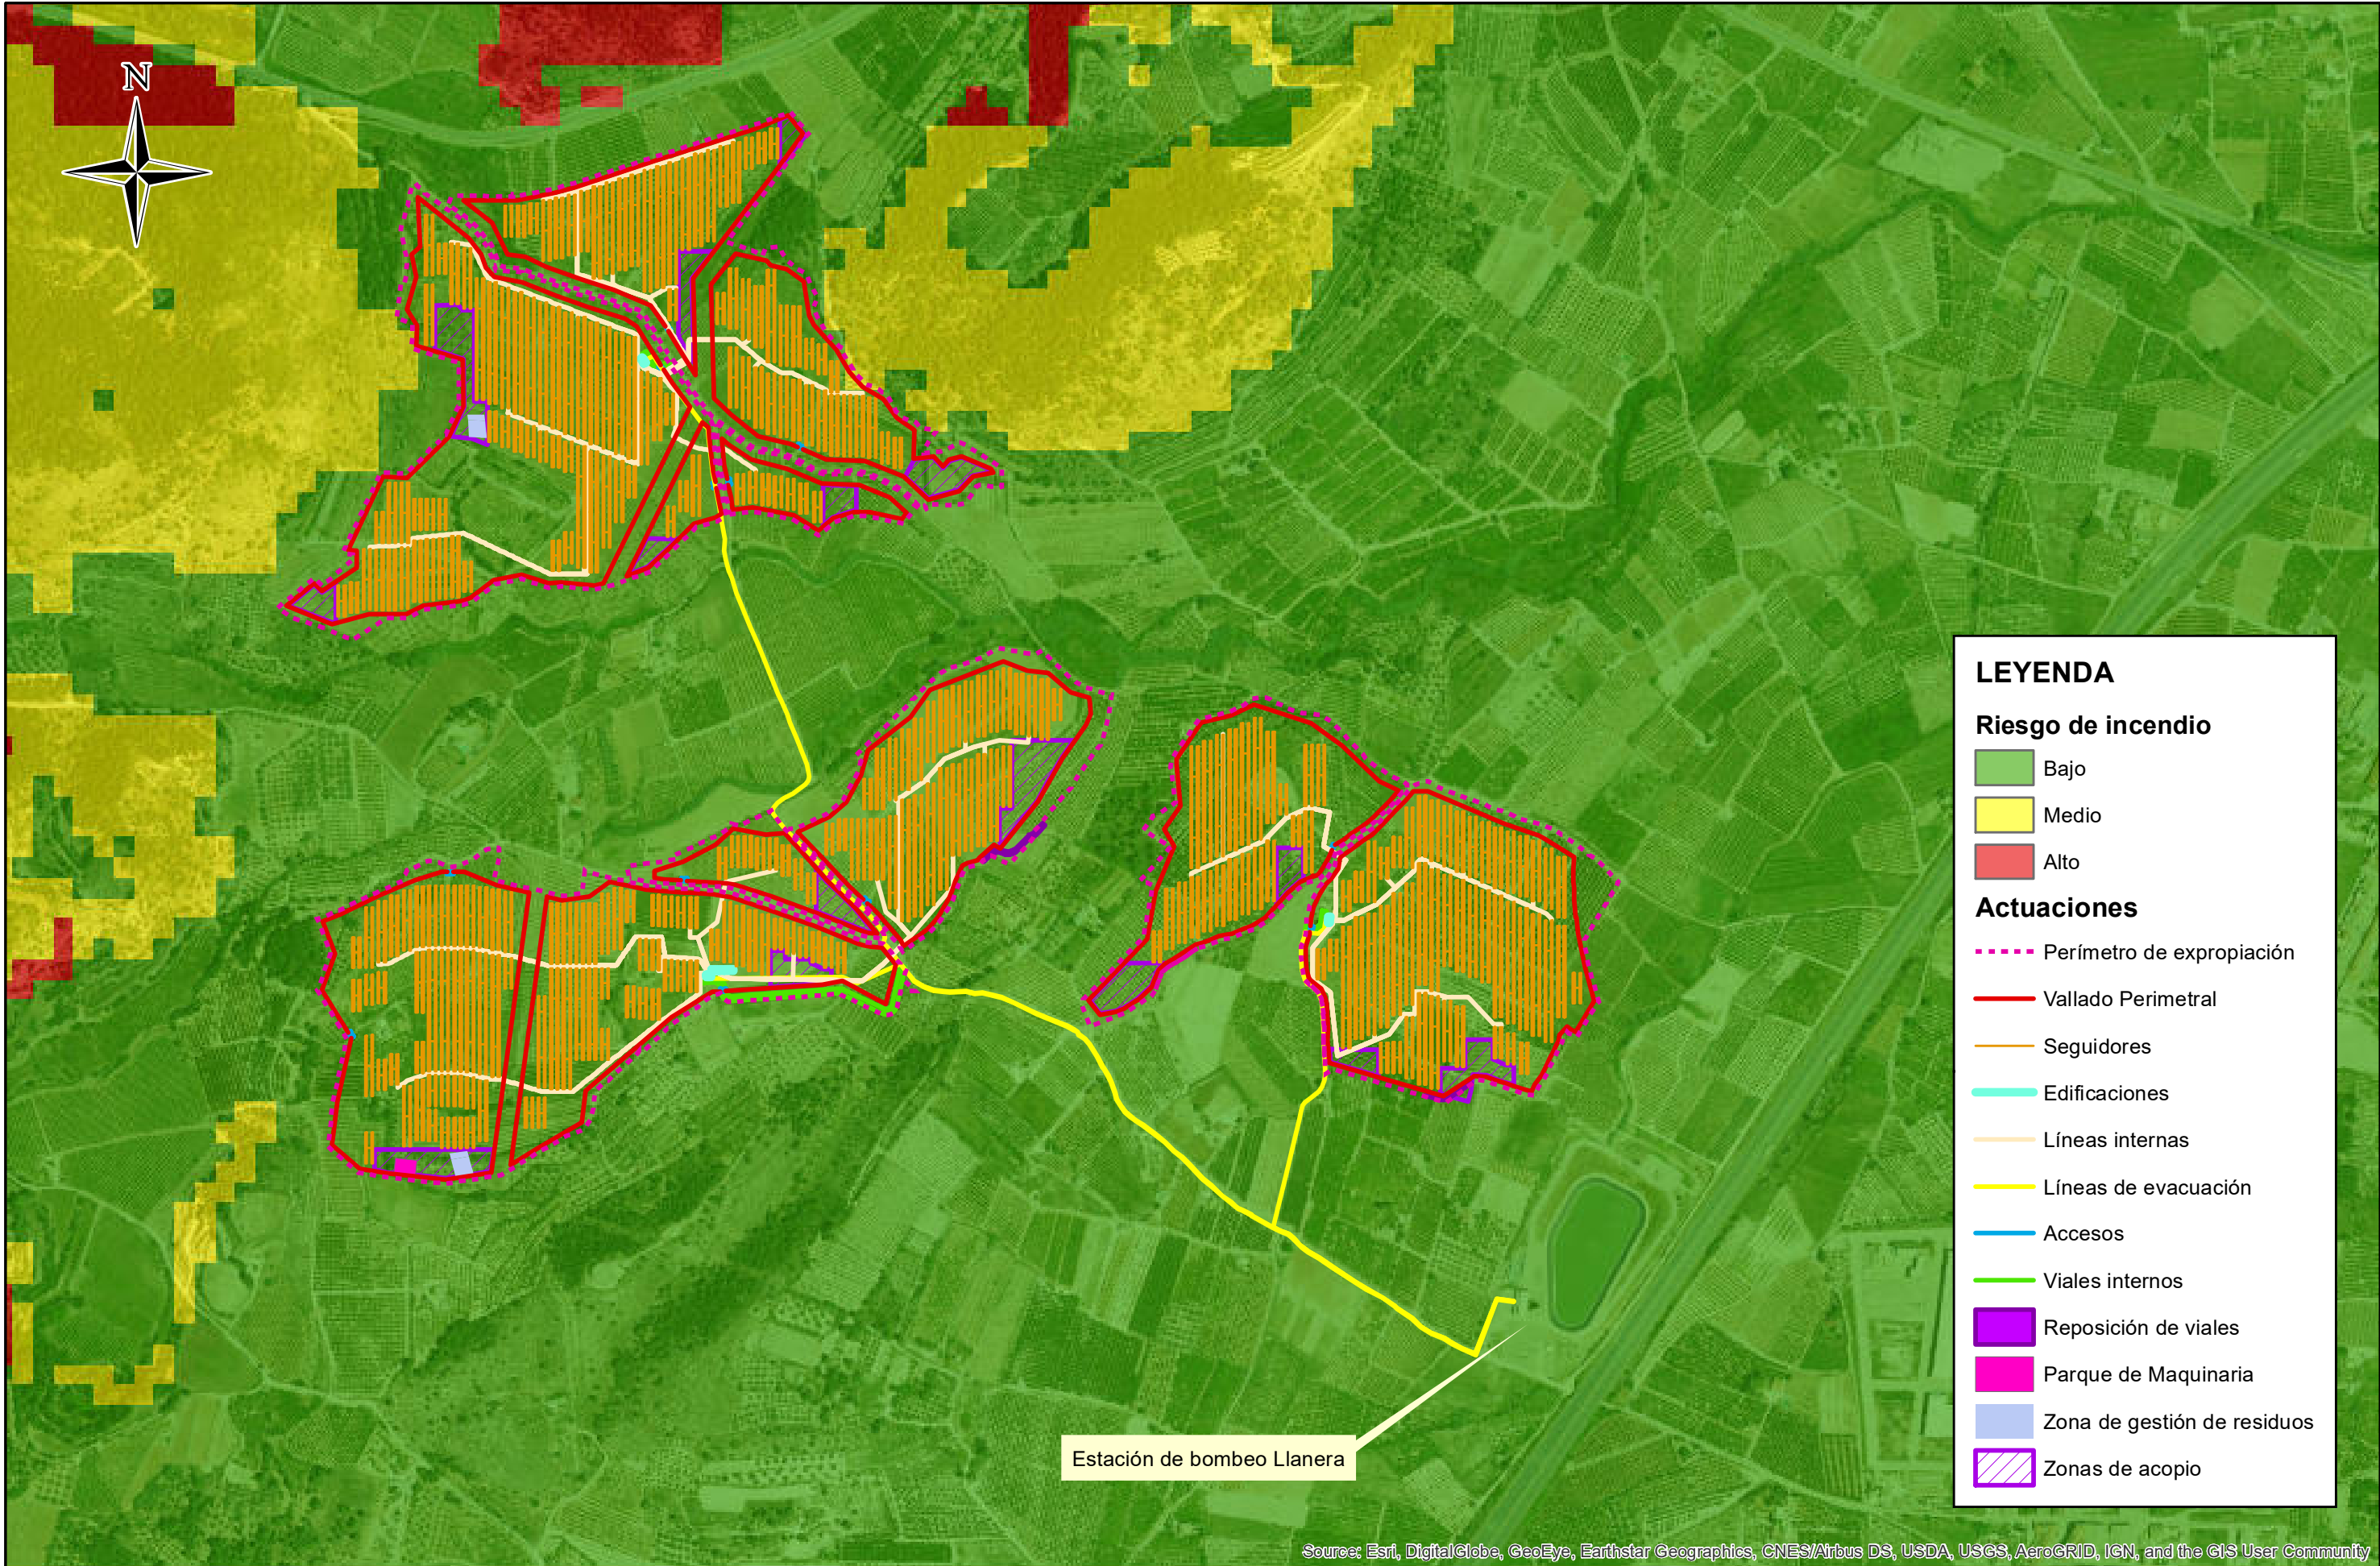 N
LEYENDA
Riesgo de incendio
Bajo
Medio
Alto
Actuaciones
Perímetro de expropiación
Vallado Perimetral
Seguidores
Edificaciones
Líneas internas
Líneas de evacuación
Accesos
Viales internos
Reposición de viales
Parque de Maquinaria
Zona de gestión de residuos
Zonas de acopio
Estación de bombeo Llanera
Source: Esri, DigitalGlobe, GeoEye, Earthstar Geographics, CNES/Airbus DS, USDA, USGS, AeroGRID, IGN, and the GIS User Community